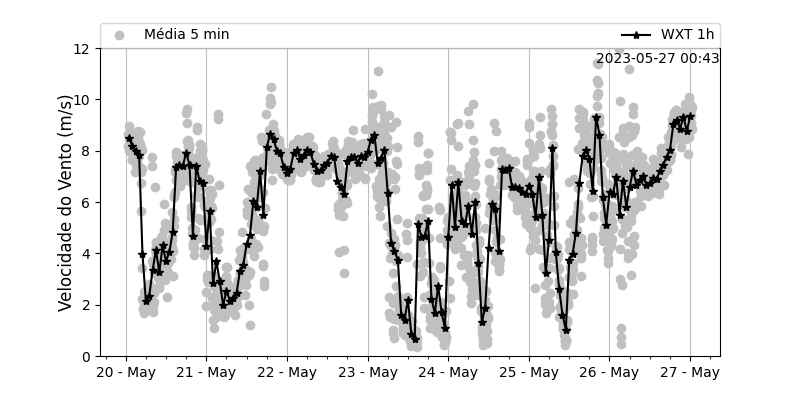 Média 5 min
WXT 1h
2023-05-27 00:43
Velocidade do Vento (m/s)
12
10
8
6
4
2
0
20 - May
21 - May
22 - May
23 - May
24 - May
25 - May
26 - May
27 - May